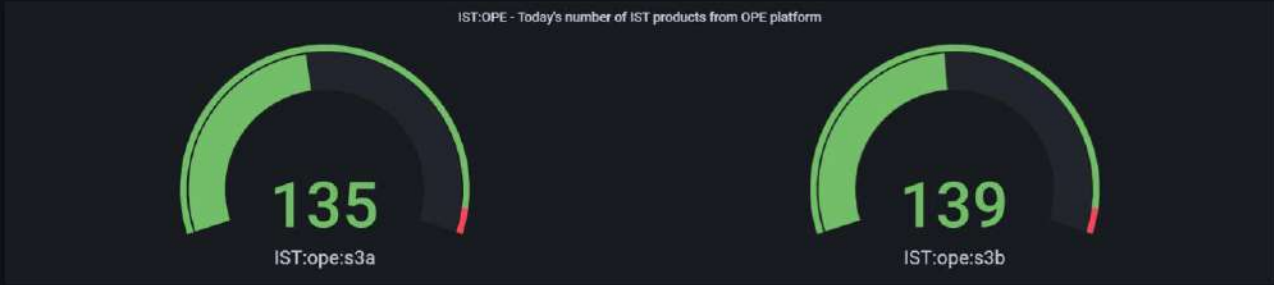 IST:OPE - Today's number of IST products from OPE platform
135
IST:ope:s3a
139
IST:ope:s3b